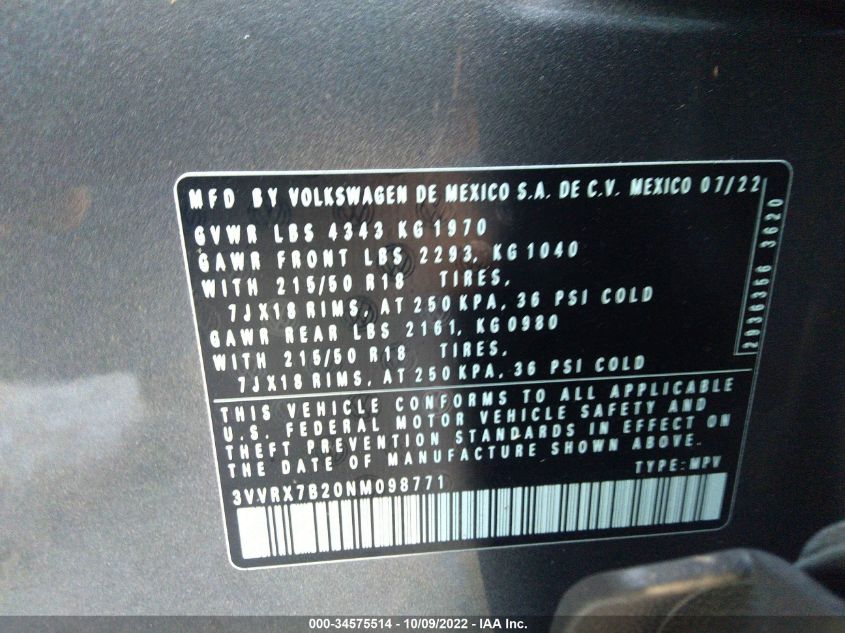 MFD BY VOLKSWAGEN DE MEXICO S.A. DE C.V. MEXICO 07/22
GVWR LBS 4343 KG 1970
GAWR FRONT LBS 2293, KG 1040
WITH 215/50 R18 TIRES,
7JX18 RIMS, AT 250 KPA, 36 PSI COLD
GAWR REAR LBS 2161, KG 0980
WITH 215/50 R18 TIRES,
7JX18 RIMS, AT 250 KPA, 36 PSI COLD
2936356 3620
THIS VEHICLE CONFORMS TO ALL APPLICABLE
U.S. FEDERAL MOTOR VEHICLE SAFETY AND
THEFT PREVENTION STANDARDS IN EFFECT ON
THE DATE OF MANUFACTURE SHOWN ABOVE.
TYPE: MPV
3VVRX7B20NM098771
000-34575514 - 10/09/2022 - IAA Inc.